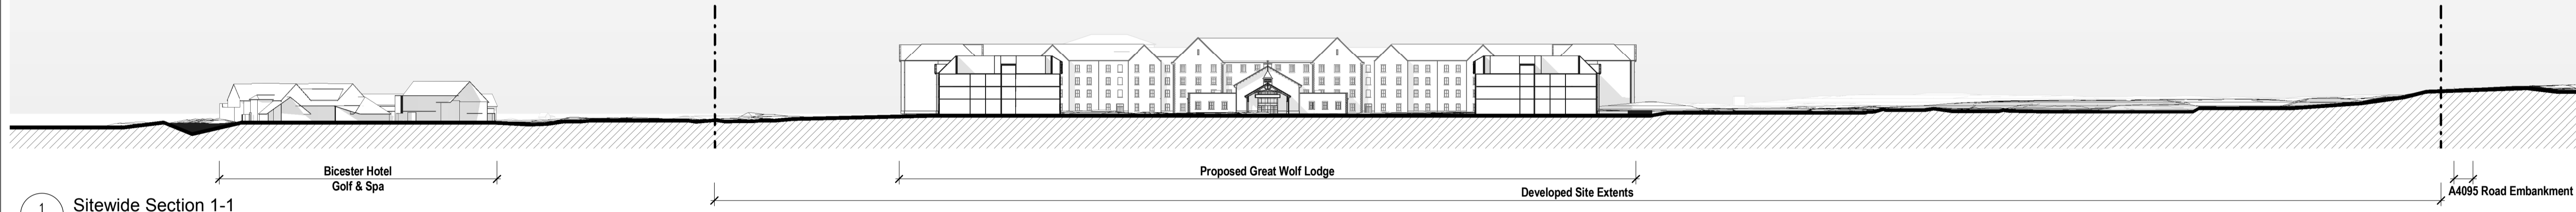 Bicester Hotel
Golf & Spa
Proposed Great Wolf Lodge
Developed Site Extents
A4095 Road Embankment
1
Sitewide Section 1-1